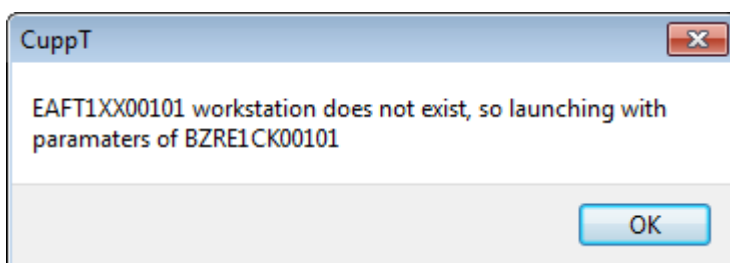 CuppT
EAFT1XX00101 workstation does not exist, so launching with
paramaters of BZRE1CK00101
OK